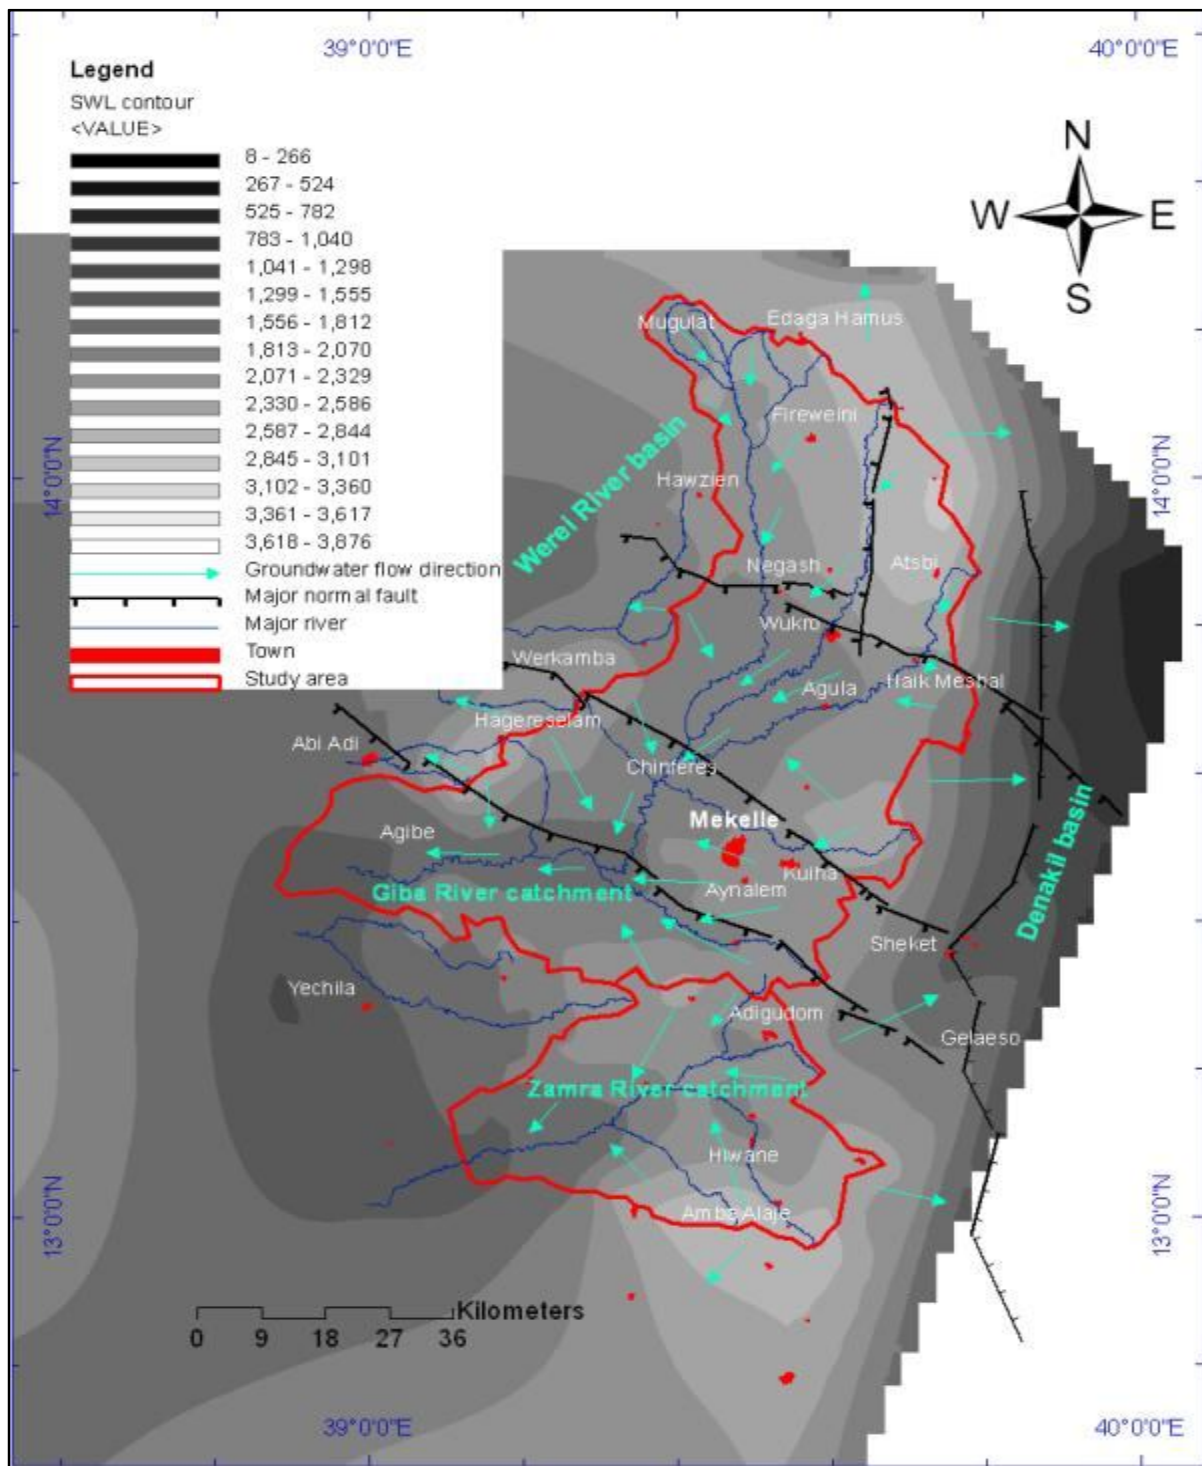 39°0'0"E
40°0'0"E
Legend
SWL contour
<VALUE>
8 - 266
267 - 524
525 - 782
783 - 1,040
1,041 - 1,298
1,299 - 1,555
1,556 - 1,812
1,813 - 2,070
2,071 - 2,329
2,330 - 2,586
2,587 - 2,844
2,845 - 3,101
3,102 - 3,360
3,361 - 3,617
3,618 - 3,876
Groundwater flow direction
Major normal fault
Major river
Town
Study area
N
W
E
S
Mugulat
Edaga Hamus
Fireweini
14°0'0"N
14°0'0"N
Werei River basin
Hawzien
Negash
Atsbi
Wukro
Werkamba
Agula
Haik Meshal
Hagereselam
Abi Adi
Chinferes
Mekelle
Agibe
Kuiha
Aynalem
Giba River catchment
Denakil basin
Sheket
Yechila
Adigudom
Gelaeso
Zamra River catchment
Hiwane
13°0'0"N
13°0'0"N
Amba Alaje
Kilometers
0 9 18 27 36
39°0'0"E
40°0'0"E